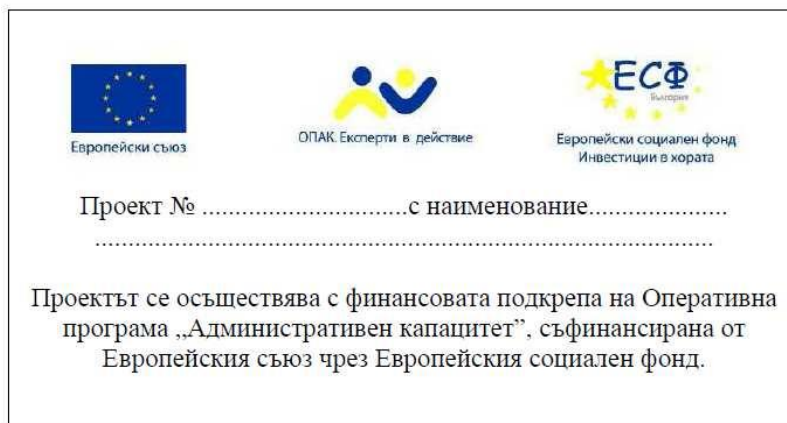 ЕСФ
България
Европейски съюз
ОПАК. Експерти в действие
Европейски социален фонд
Инвестиции в хората
Проект № ...............................с наименование.....................
.............................................................................................
Проектът се осъществява с финансовата подкрепа на Оперативна
програма „Административен капацитет”, съфинансирана от
Европейския съюз чрез Европейския социален фонд.